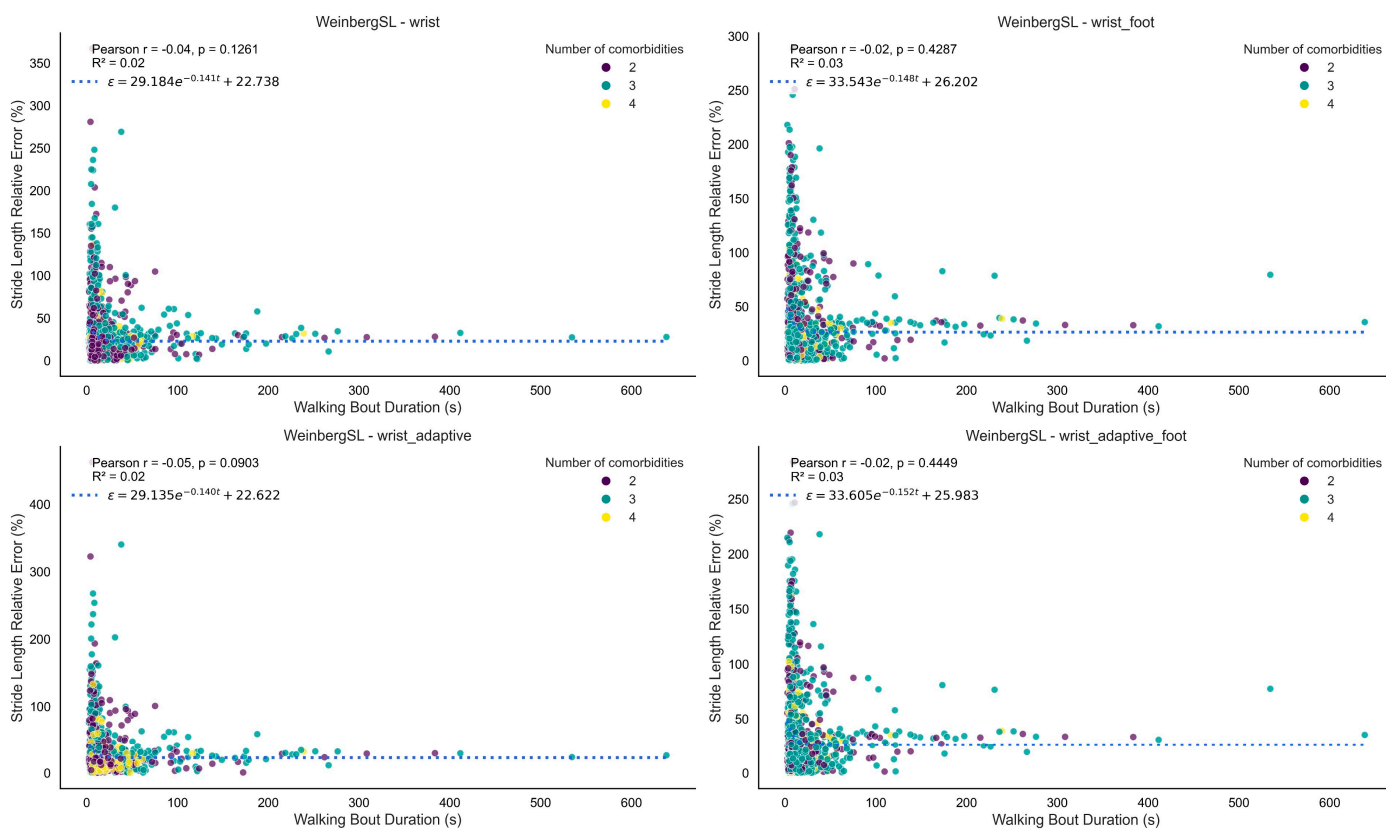 WeinbergSL - wrist
Pearson r = -0.04, p = 0.1261
R² = 0.02
ε = 29.184e^{−0.141t} + 22.738
Number of comorbidities
2
3
4
Stride Length Relative Error (%)
350
300
250
200
150
100
50
0
0 100 200 300 400 500 600
Walking Bout Duration (s)
WeinbergSL - wrist_foot
Pearson r = -0.02, p = 0.4287
R² = 0.03
ε = 33.543e^{−0.148t} + 26.202
Number of comorbidities
2
3
4
Stride Length Relative Error (%)
300
250
200
150
100
50
0
0 100 200 300 400 500 600
Walking Bout Duration (s)
WeinbergSL - wrist_adaptive
Pearson r = -0.05, p = 0.0903
R² = 0.02
ε = 29.135e^{−0.140t} + 22.622
Number of comorbidities
2
3
4
Stride Length Relative Error (%)
400
300
200
100
0
0 100 200 300 400 500 600
Walking Bout Duration (s)
WeinbergSL - wrist_adaptive_foot
Pearson r = -0.02, p = 0.4449
R² = 0.03
ε = 33.605e^{−0.152t} + 25.983
Number of comorbidities
2
3
4
Stride Length Relative Error (%)
250
200
150
100
50
0
0 100 200 300 400 500 600
Walking Bout Duration (s)